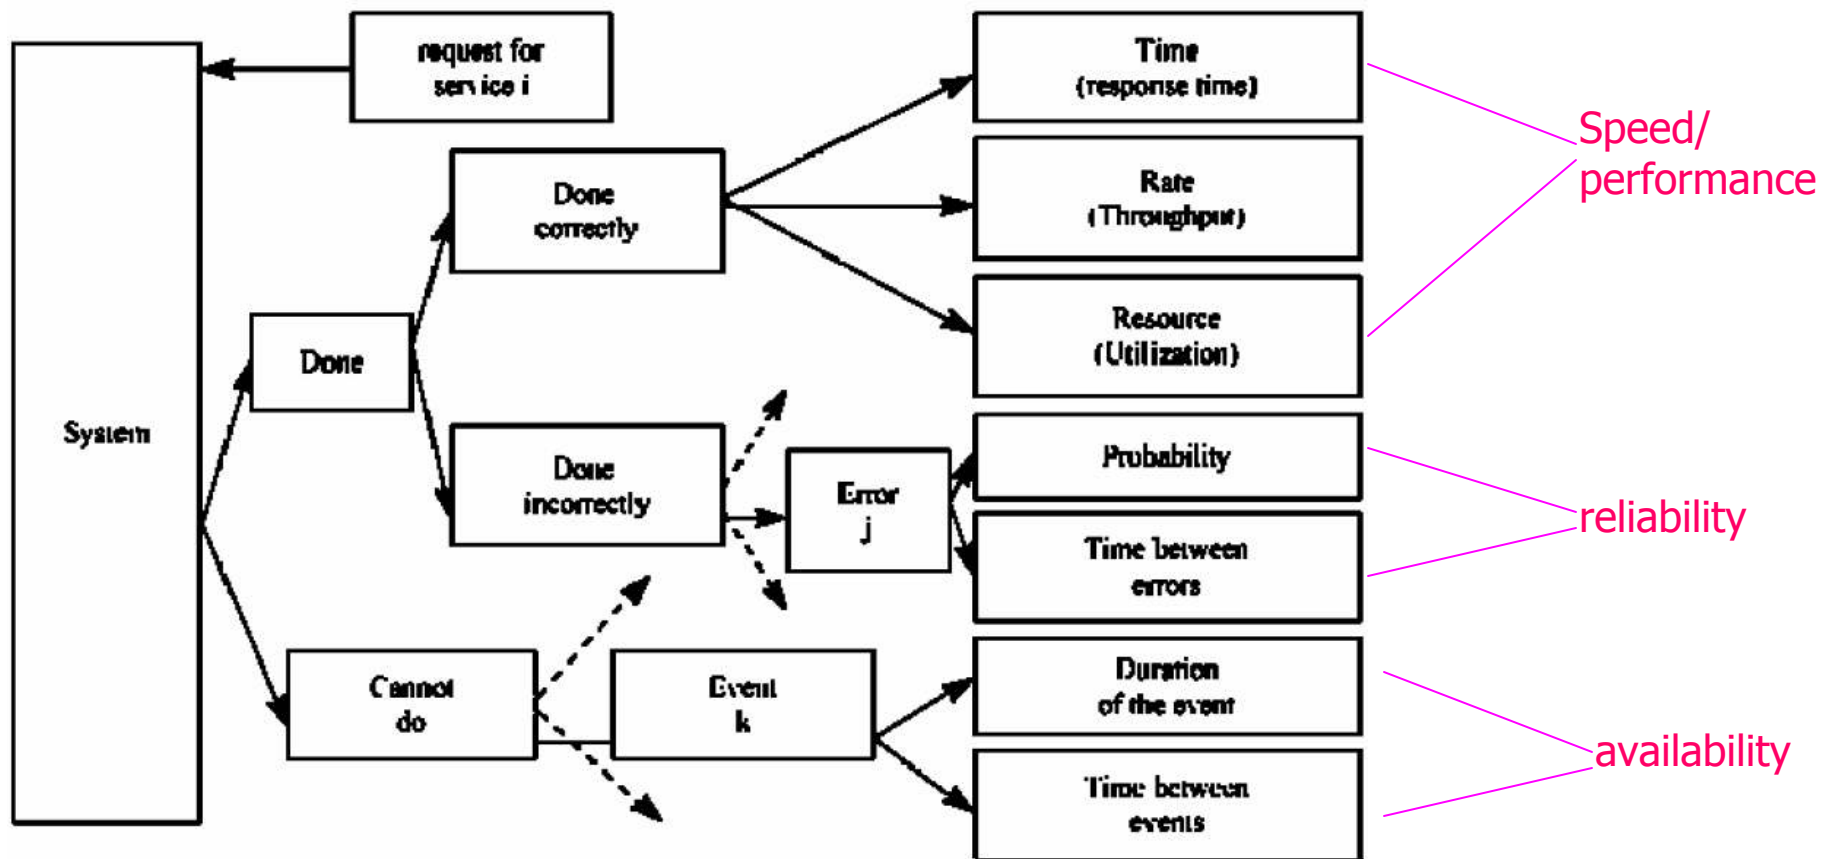 request for
service i
Time
(response time)
Speed/
performance
Done
correctly
Rate
(Throughput)
Resource
(Utilization)
Done
System
Done
incorrectly
Error
j
Probability
reliability
Time between
errors
Cannot
do
Event
k
Duration
of the event
availability
Time between
events